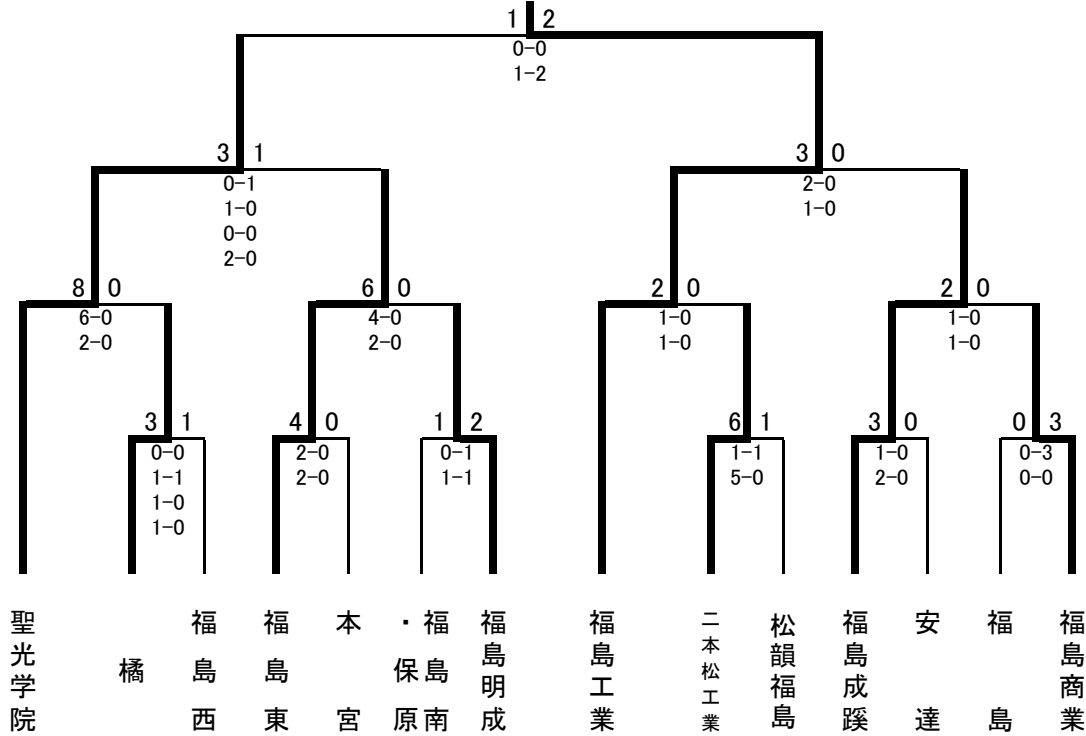 1 2
0-0
1-2
3 1
0-1
1-0
0-0
2-0
3 0
2-0
1-0
8 0
6-0
2-0
6 0
4-0
2-0
2 0
1-0
1-0
2 0
1-0
1-0
3 1
0-0
1-1
1-0
1-0
4 0
2-0
2-0
1 2
0-1
1-1
6 1
1-1
5-0
3 0
1-0
2-0
0 3
0-3
0-0
聖光学院
橘
福島西
福島東
本宮
・保原
福島南
福島明成
福島工業
二本松工業
松韻福島
福島成蹊
安達
福島
福島商業